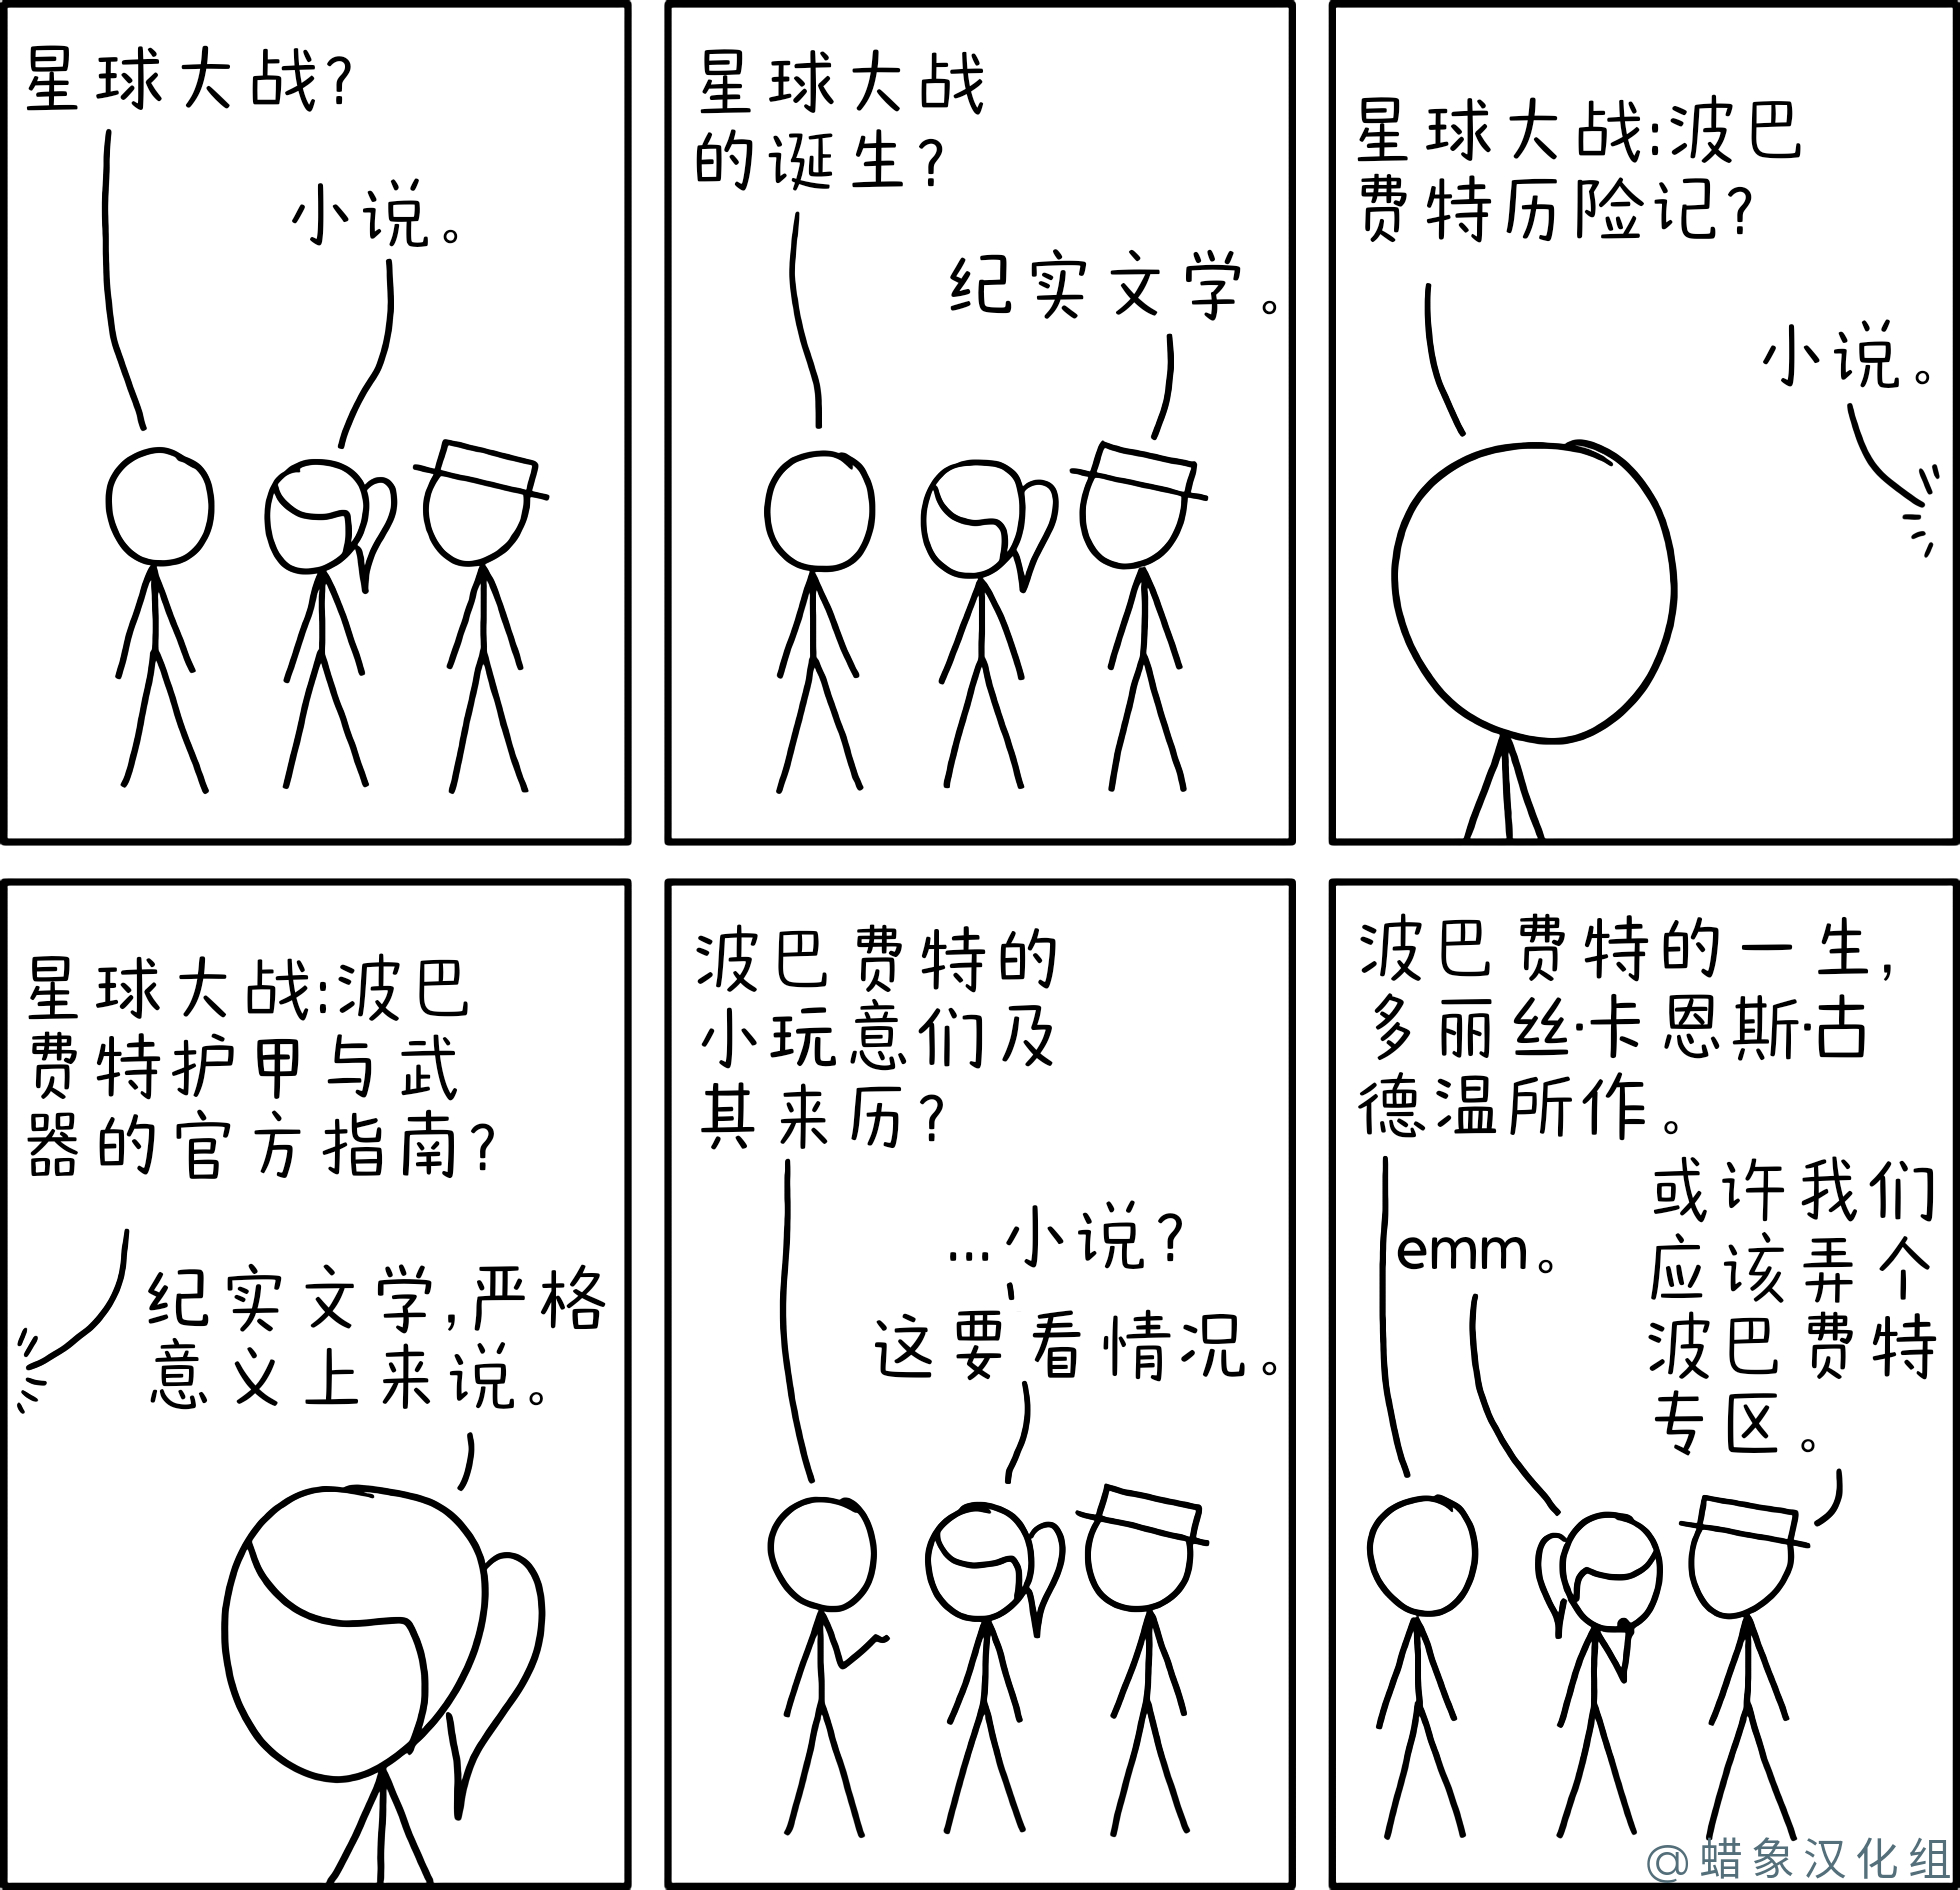 星球大战?
小说。
星球大战
的诞生?
纪实文学。
星球大战:波巴
费特历险记?
小说。
星球大战:波巴
费特护甲与武
器的官方指南?
纪实文学,严格
意义上来说。
波巴费特的
小玩意们及
其来历?
...小说?
这要看情况。
波巴费特的一生,
多丽丝·卡恩斯·古
德温所作。
emm。
或许我们
应该弄个
波巴费特
专区。
@蜡象汉化组